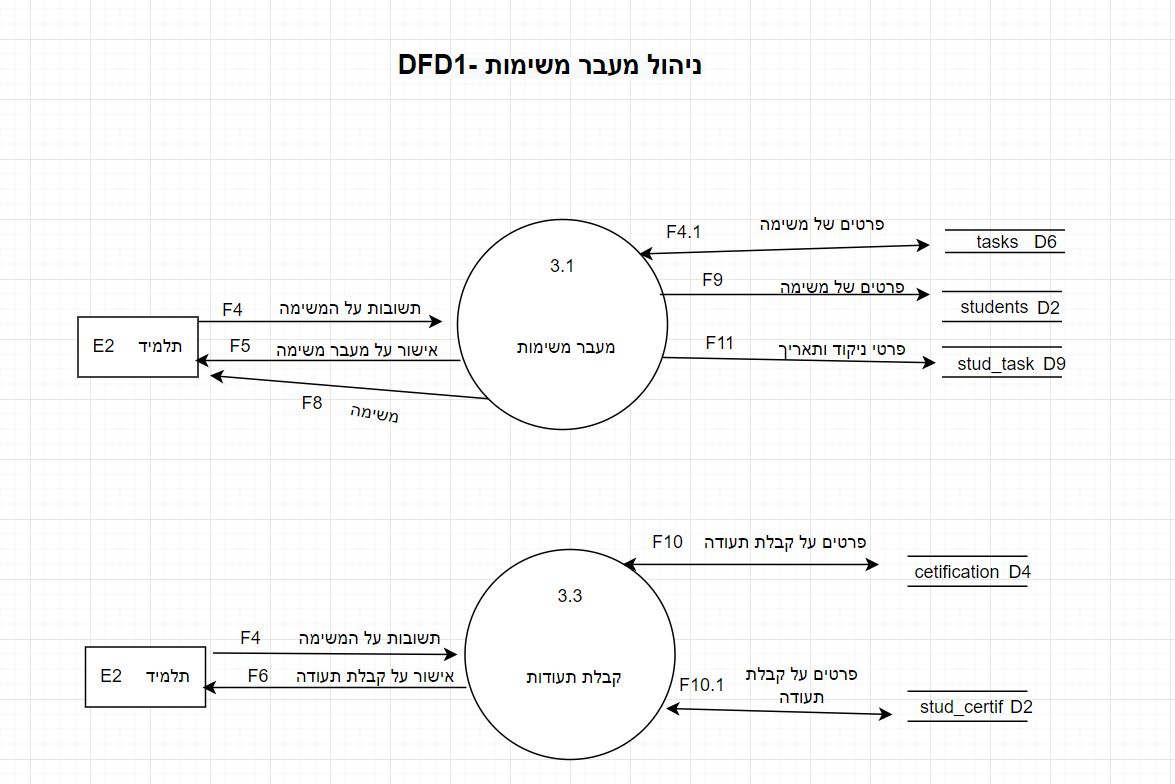 ניהול מעבר משימות -DFD1
3.1
מעבר משימות
E2 תלמיד
F4 תשובות על המשימה
F5 אישור על מעבר משימה
F8 משימה
F4.1 פרטים של משימה
tasks D6
F9 פרטים של משימה
students D2
F11 פרטי ניקוד ותאריך
stud_task D9
3.3
קבלת תעודות
E2 תלמיד
F4 תשובות על המשימה
F6 אישור על קבלת תעודה
F10 פרטים על קבלת תעודה
cetification D4
F10.1 פרטים על קבלת
תעודה
stud_certif D2